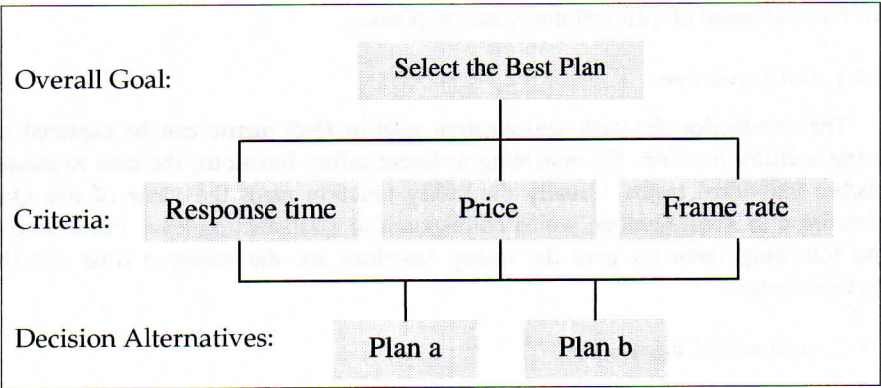 Overall Goal: Select the Best Plan
Criteria: Response time Price Frame rate
Decision Alternatives: Plan a Plan b